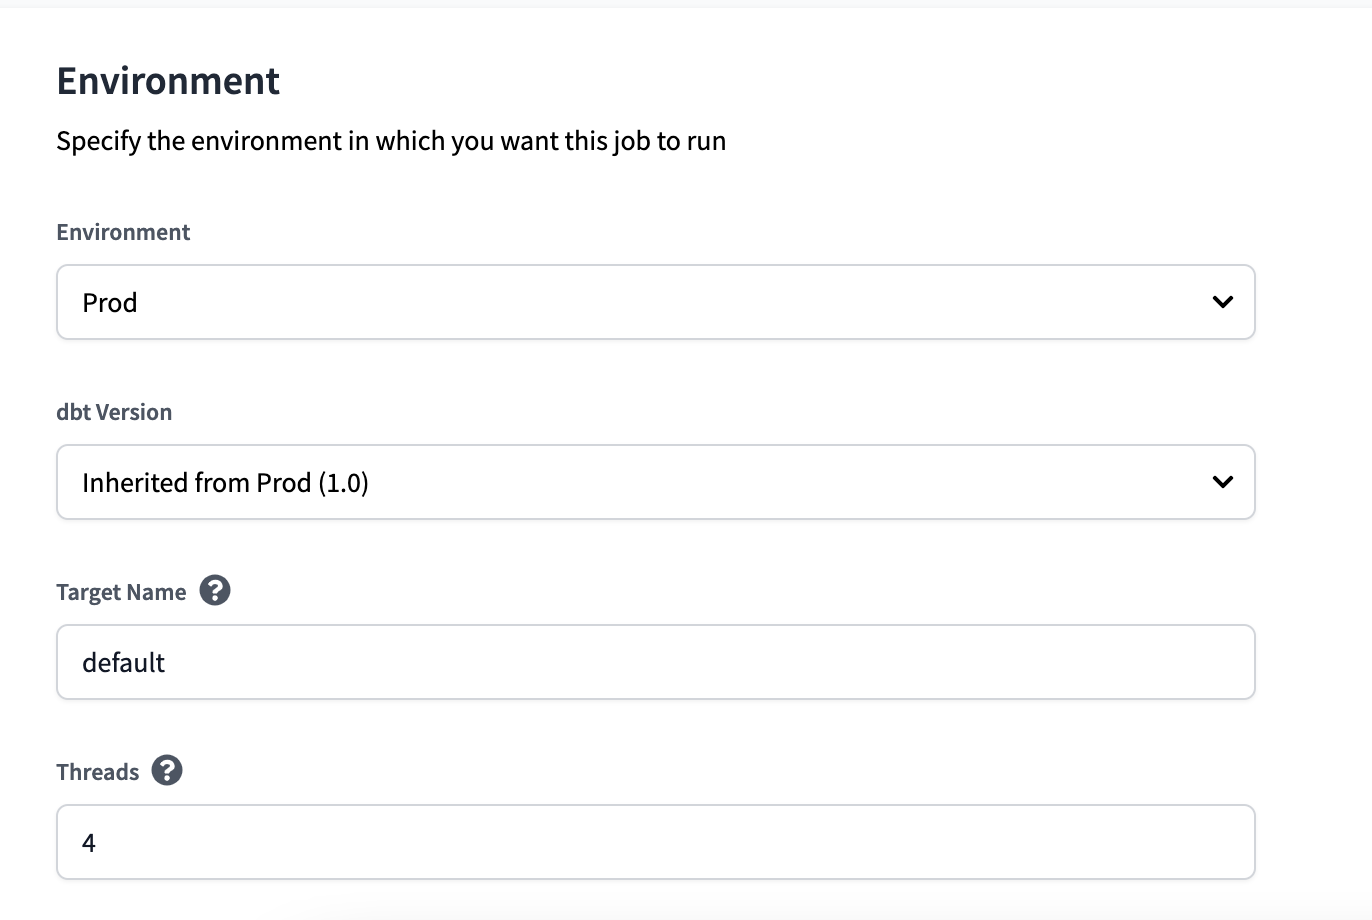 Environment
Specify the environment in which you want this job to run
Environment
Prod
dbt Version
Inherited from Prod (1.0)
Target Name ?
default
Threads ?
4